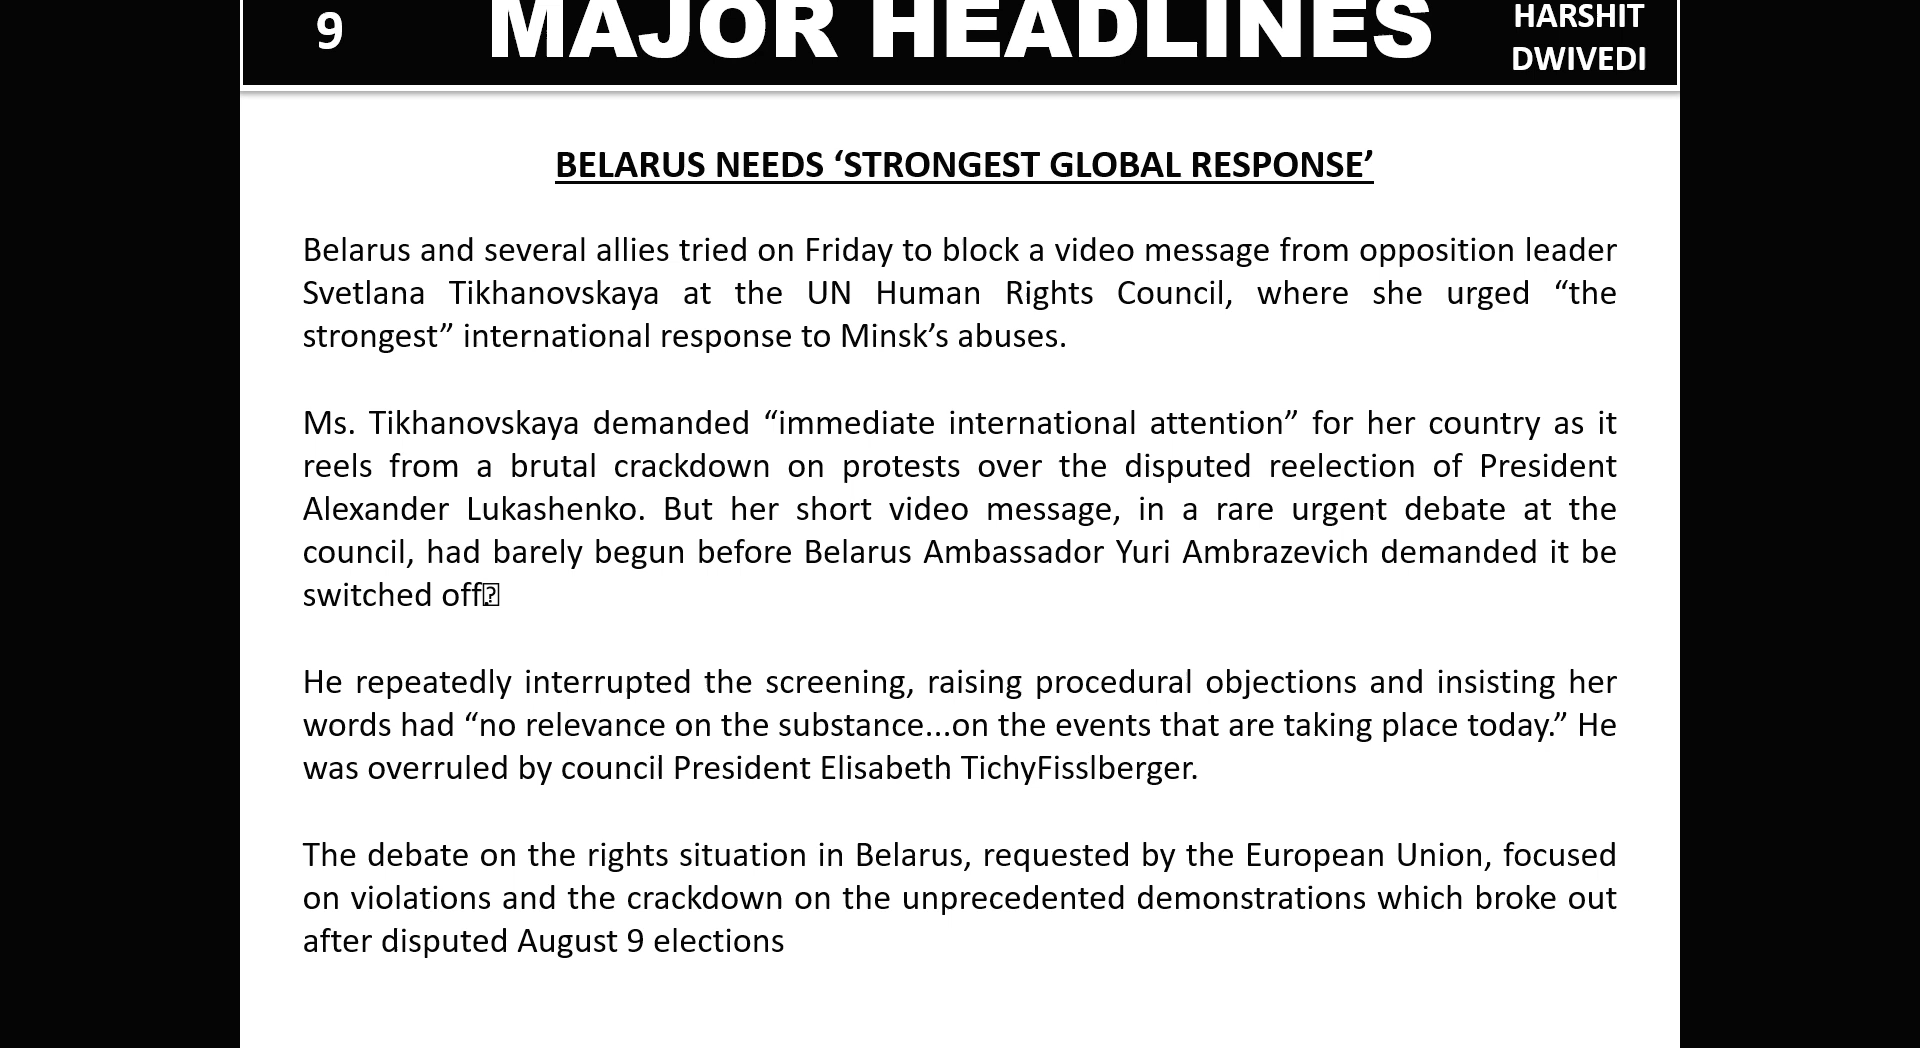 9
MAJOR HEADLINES
HARSHIT
DWIVEDI
BELARUS NEEDS ‘STRONGEST GLOBAL RESPONSE’
Belarus and several allies tried on Friday to block a video message from opposition leader
Svetlana Tikhanovskaya at the UN Human Rights Council, where she urged “the
strongest” international response to Minsk’s abuses.
Ms. Tikhanovskaya demanded “immediate international attention” for her country as it
reels from a brutal crackdown on protests over the disputed reelection of President
Alexander Lukashenko. But her short video message, in a rare urgent debate at the
council, had barely begun before Belarus Ambassador Yuri Ambrazevich demanded it be
switched off
He repeatedly interrupted the screening, raising procedural objections and insisting her
words had “no relevance on the substance...on the events that are taking place today.” He
was overruled by council President Elisabeth TichyFisslberger.
The debate on the rights situation in Belarus, requested by the European Union, focused
on violations and the crackdown on the unprecedented demonstrations which broke out
after disputed August 9 elections